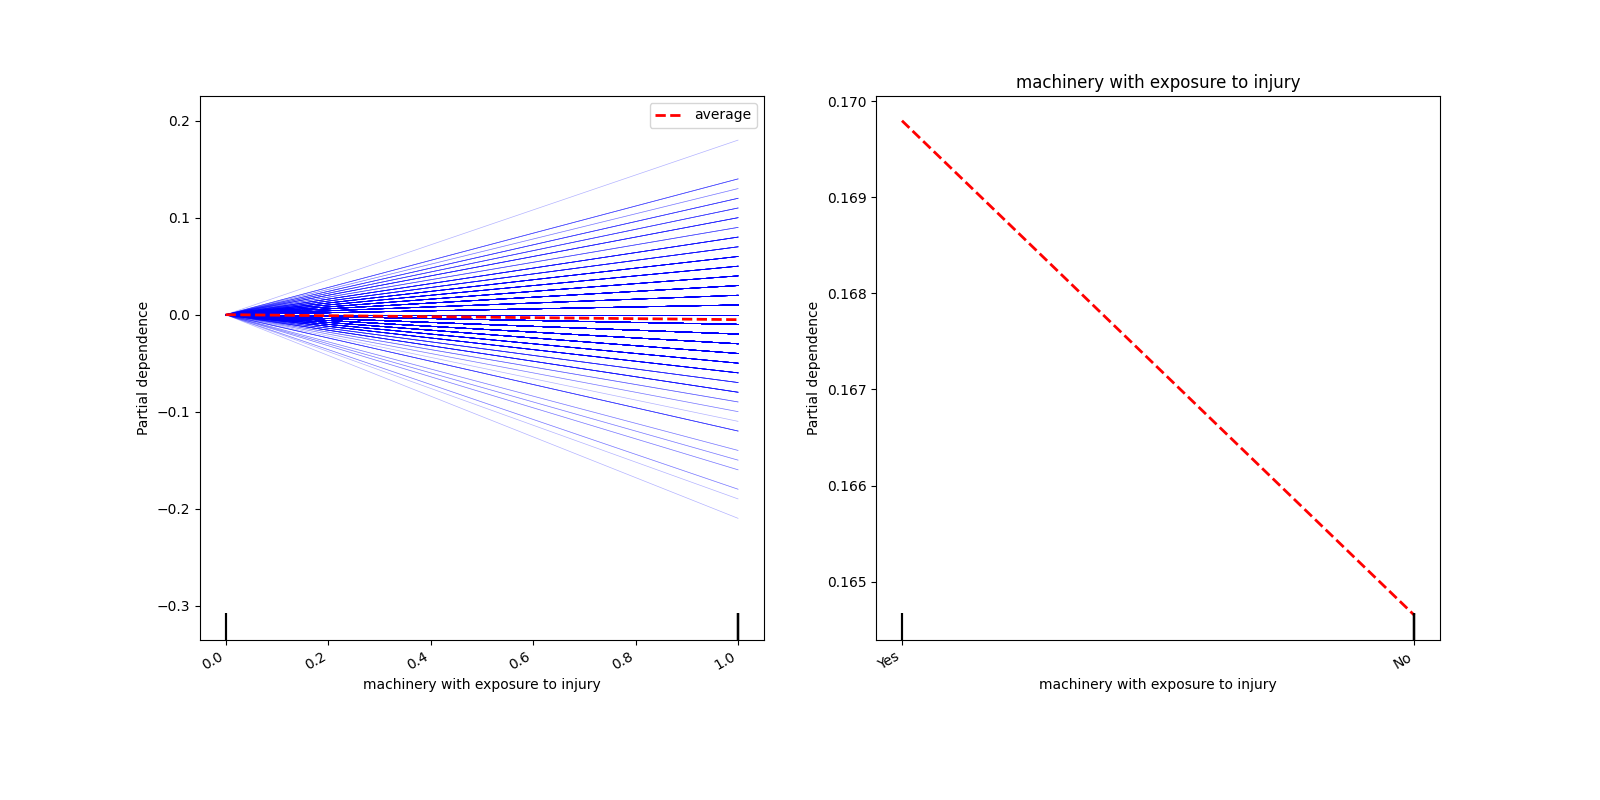 average
0.2
0.1
0.0
−0.1
−0.2
−0.3
Partial dependence
0.0
0.2
0.4
0.6
0.8
1.0
machinery with exposure to injury
machinery with exposure to injury
0.170
0.169
0.168
0.167
0.166
0.165
Partial dependence
Yes
No
machinery with exposure to injury